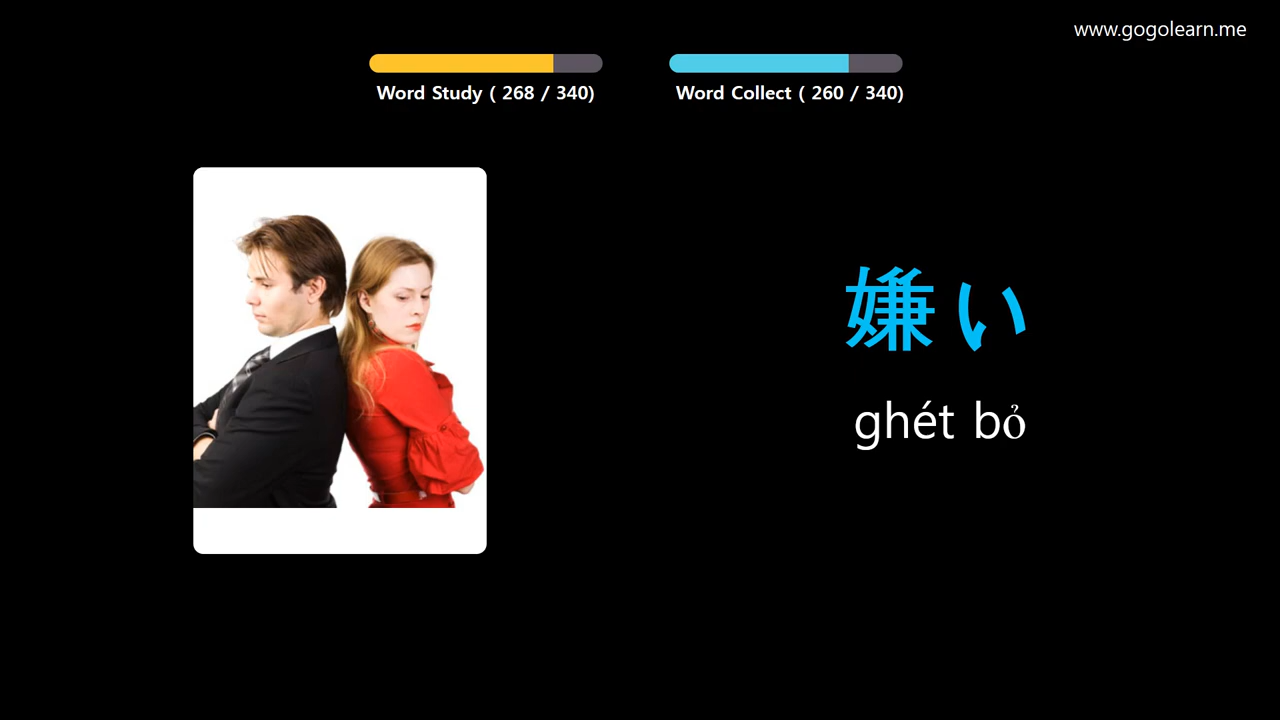 www.gogolearn.me
Word Study ( 268 / 340)
Word Collect ( 260 / 340)
嫌い
ghét bỏ